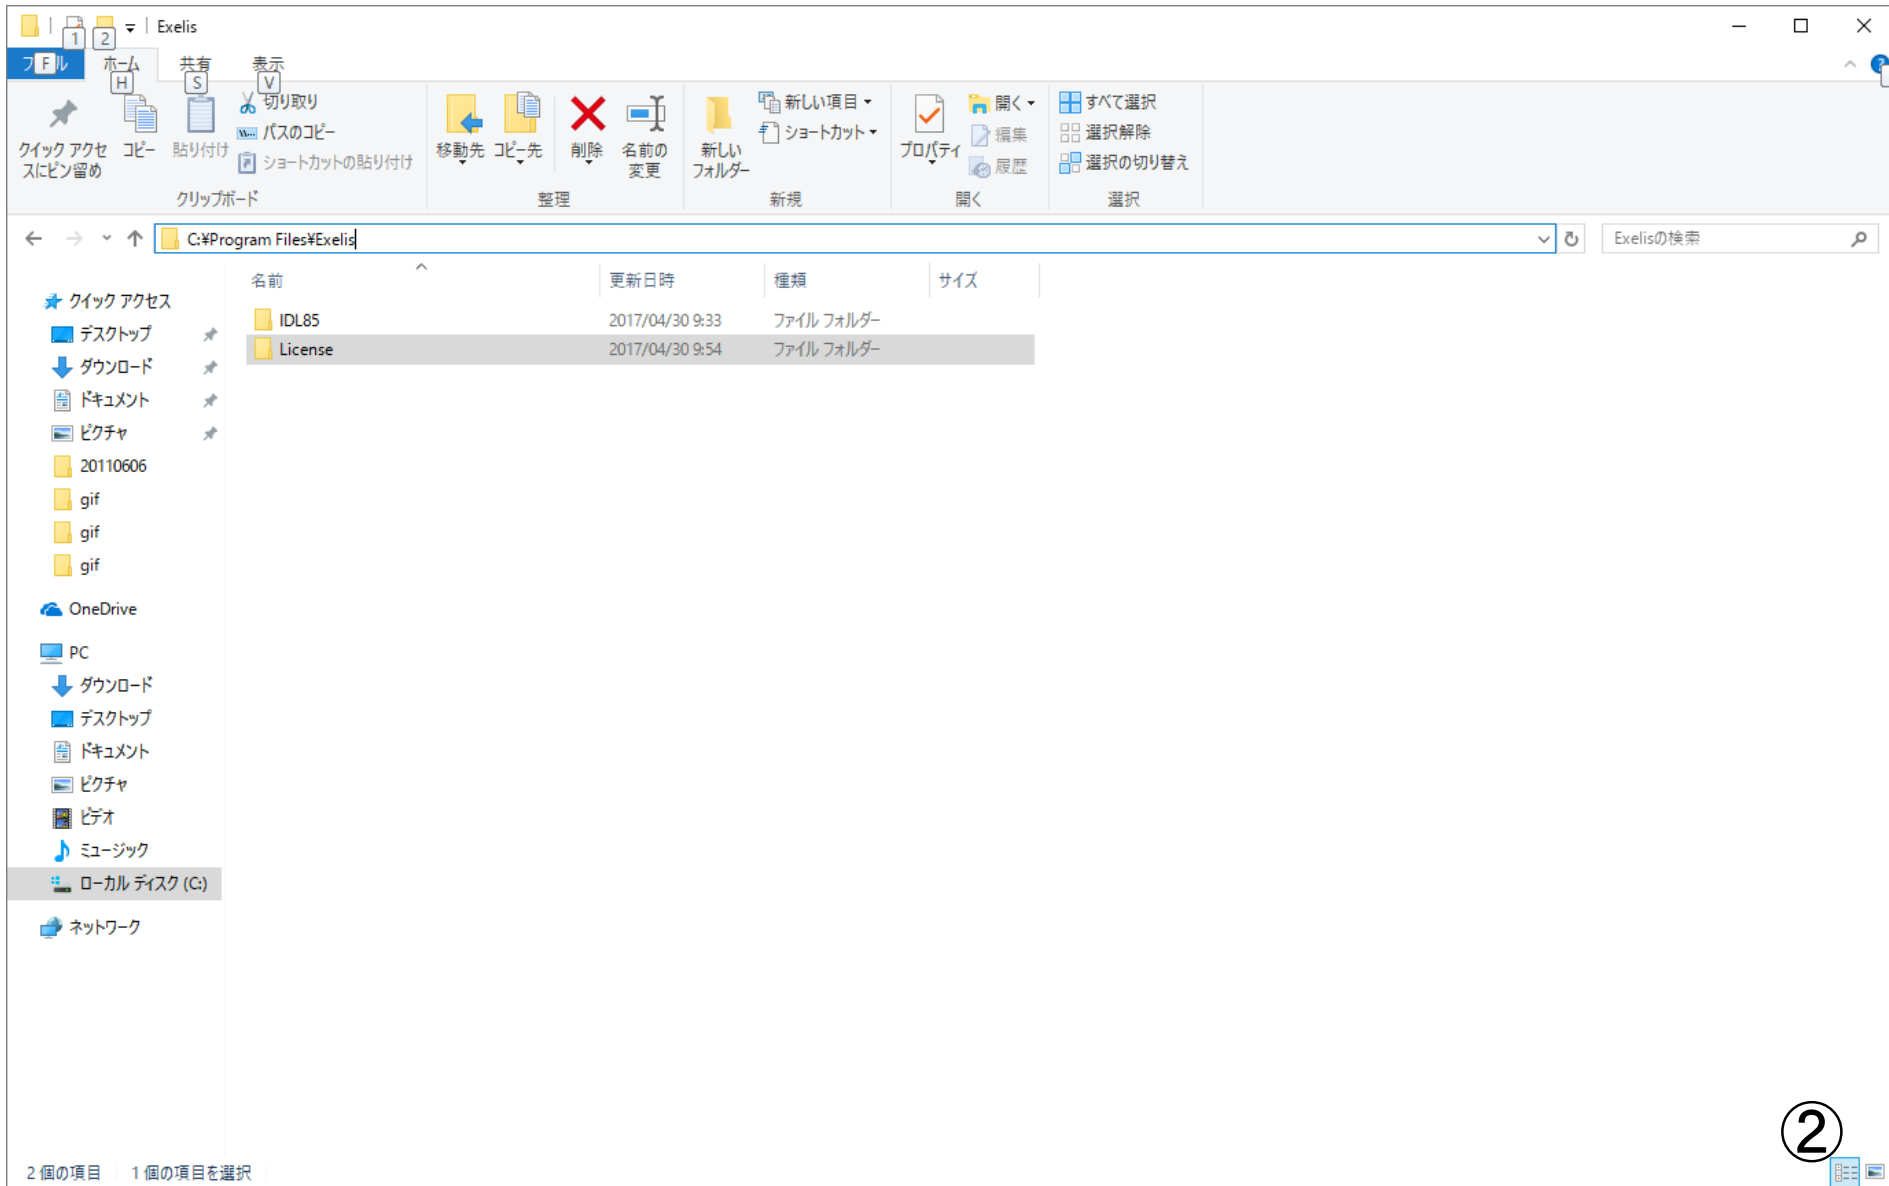 1 2 Exelis
ファイル ホーム 共有 表示
F H S V
クイック アクセスにピン留め
コピー
貼り付け
切り取り
パスのコピー
ショートカットの貼り付け
クリップボード
移動先
コピー先
削除
名前の変更
整理
新しいフォルダー
新しい項目
ショートカット
新規
プロパティ
開く
編集
履歴
開く
すべて選択
選択解除
選択の切り替え
選択
C:¥Program Files¥Exelis
Exelisの検索
名前 更新日時 種類 サイズ
IDL85 2017/04/30 9:33 ファイル フォルダー
License 2017/04/30 9:54 ファイル フォルダー
クイック アクセス
デスクトップ
ダウンロード
ドキュメント
ピクチャ
20110606
gif
gif
gif
OneDrive
PC
ダウンロード
デスクトップ
ドキュメント
ピクチャ
ビデオ
ミュージック
ローカル ディスク (C:)
ネットワーク
2 個の項目 1 個の項目を選択
②